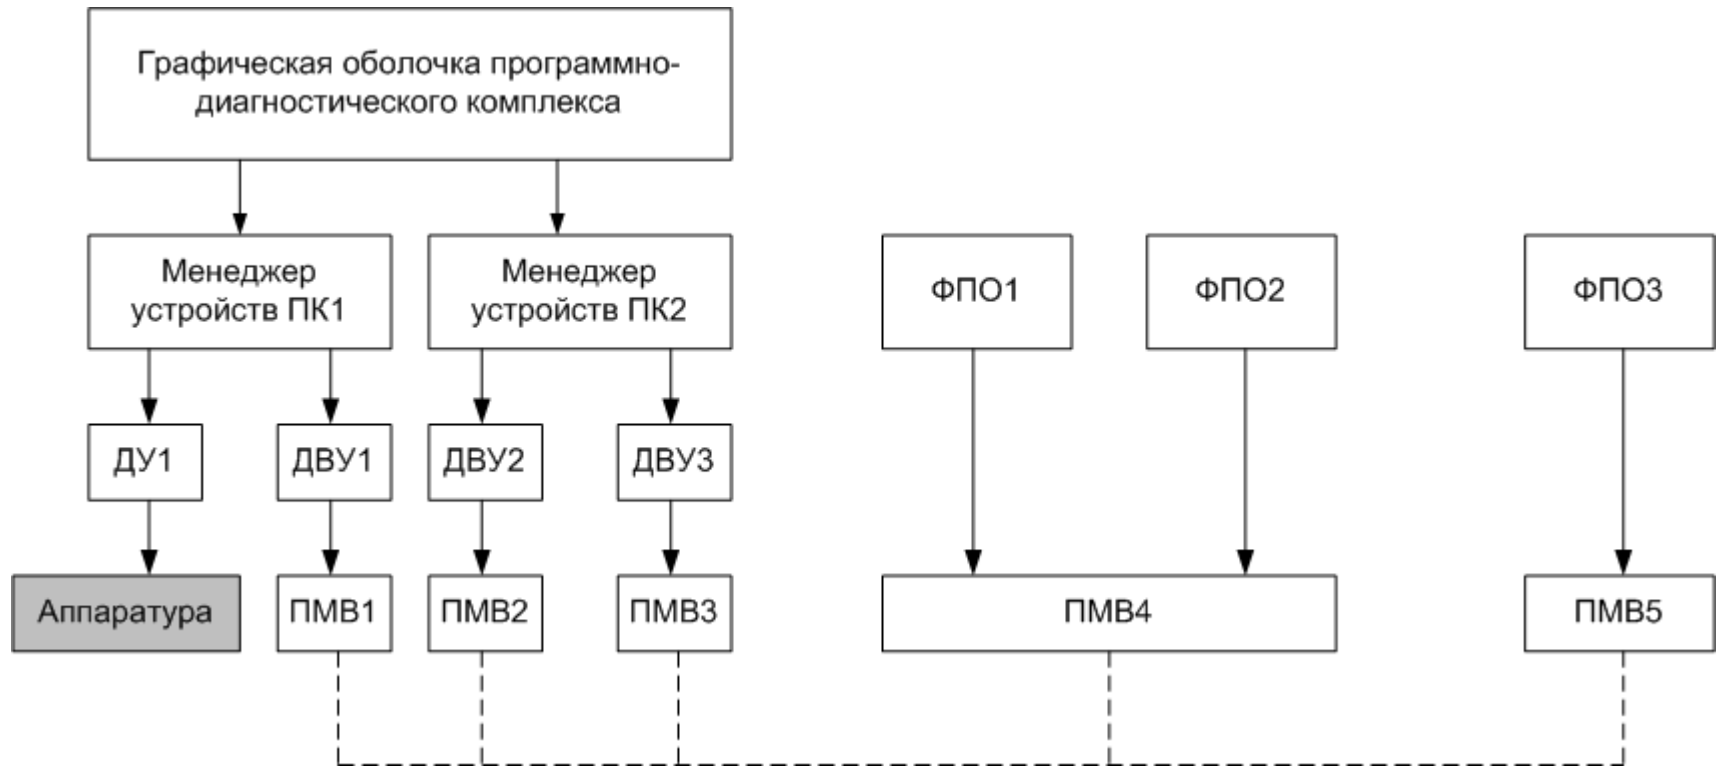 Графическая оболочка программно-
диагностического комплекса
Менеджер
устройств ПК1
Менеджер
устройств ПК2
ФПО1
ФПО2
ФПО3
ДУ1
ДВУ1
ДВУ2
ДВУ3
Аппаратура
ПМВ1
ПМВ2
ПМВ3
ПМВ4
ПМВ5